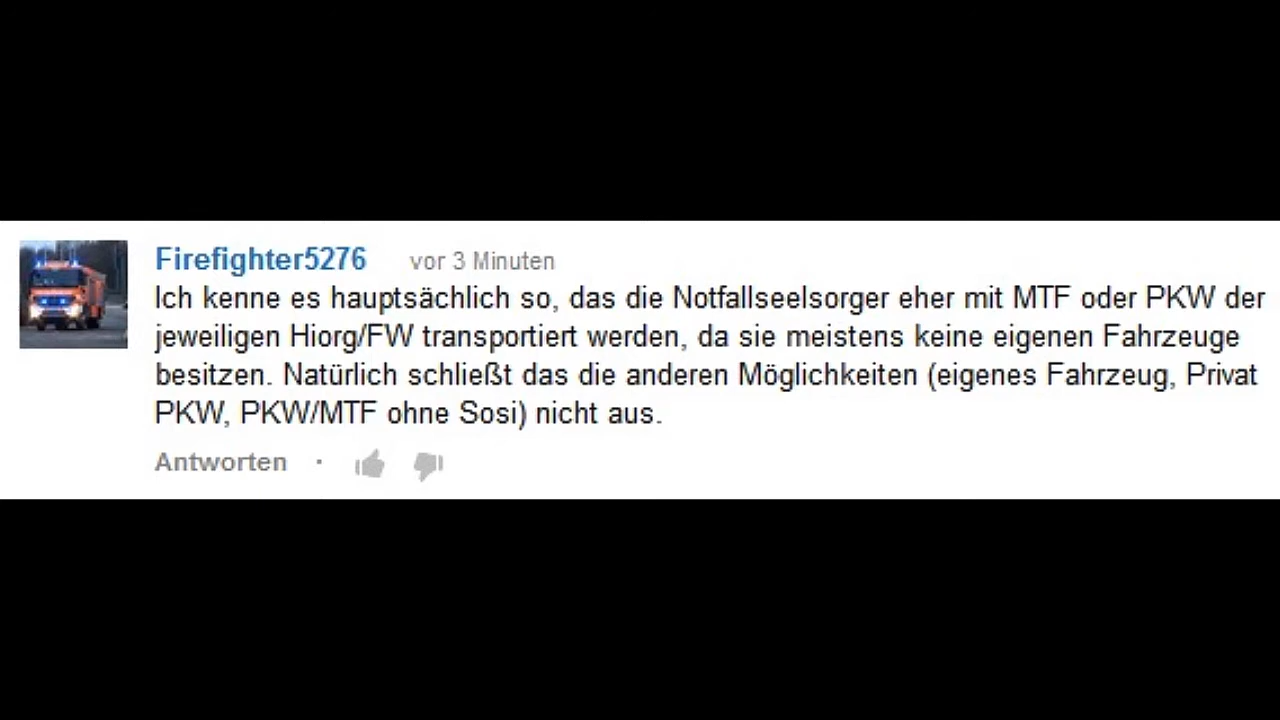 Firefighter5276 vor 3 Minuten
Ich kenne es hauptsächlich so, das die Notfallseelsorger eher mit MTF oder PKW der
jeweiligen Hiorg/FW transportiert werden, da sie meistens keine eigenen Fahrzeuge
besitzen. Natürlich schließt das die anderen Möglichkeiten (eigenes Fahrzeug, Privat
PKW, PKW/MTF ohne Sosi) nicht aus.
Antworten ·